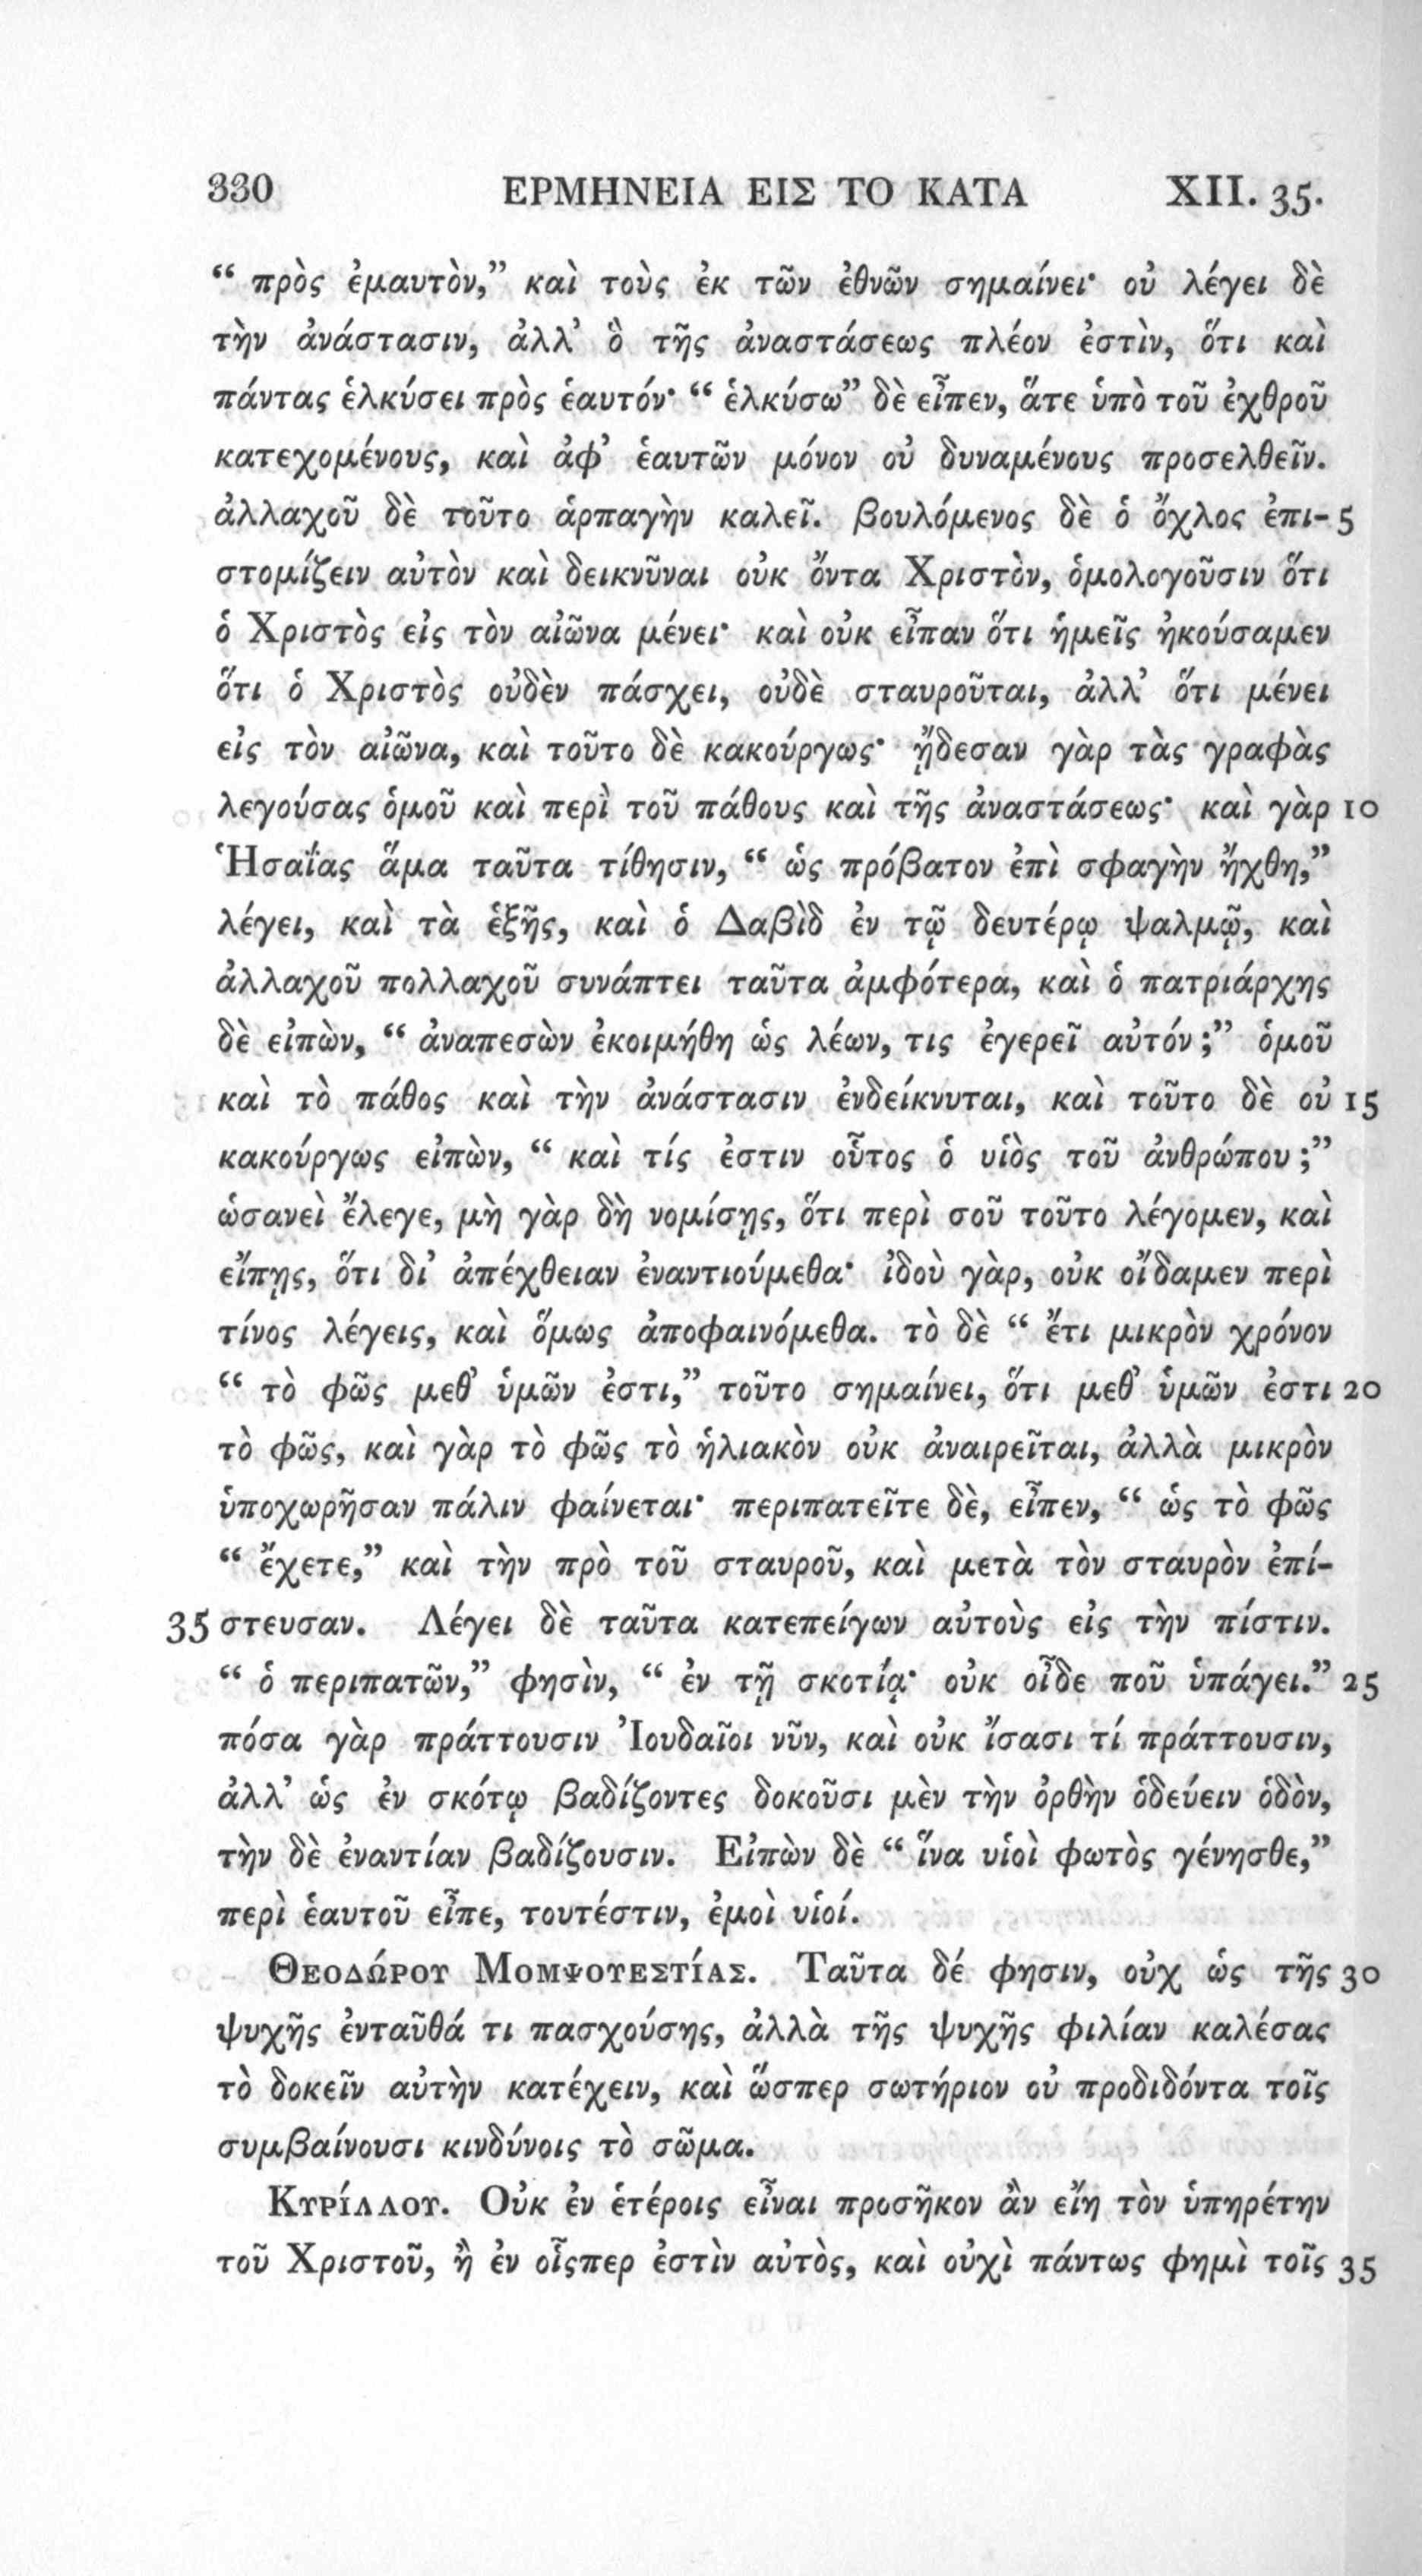 330 ΕΡΜΗΝΕΙΑ ΕΙΣ ΤΟ ΚΑΤΑ XII. 35.
“ πρὸς ἐμαυτὸν,” καὶ τοὺς ἐκ τῶν ἐθνῶν σημαίνει· οὐ λέγει δὲ
τὴν ἀνάστασιν, ἀλλ’ ὃ τῆς ἀναστάσεως πλέον ἐστὶν, ὅτι καὶ
πάντας ἑλκύσει πρὸς ἑαυτόν· “ ἑλκύσω” δὲ εἶπεν, ἅτε ὑπὸ τοῦ ἐχθροῦ
κατεχομένους, καὶ ἀφ’ ἑαυτῶν μόνον οὐ δυναμένους προσελθεῖν.
ἀλλαχοῦ δὲ τοῦτο ἁρπαγὴν καλεῖ. βουλόμενος δὲ ὁ ὄχλος ἐπι- 5
στομίζειν αὐτὸν καὶ δεικνῦναι οὐκ ὄντα Χριστὸν, ὁμολογοῦσιν ὅτι
ὁ Χριστὸς εἰς τὸν αἰῶνα μένει· καὶ οὐκ εἶπαν ὅτι ἡμεῖς ἠκούσαμεν
ὅτι ὁ Χριστὸς οὐδὲν πάσχει, οὐδὲ σταυροῦται, ἀλλ’ ὅτι μένει
εἰς τὸν αἰῶνα, καὶ τοῦτο δὲ κακούργως· ᾔδεσαν γὰρ τὰς γραφὰς
λεγούσας ὁμοῦ καὶ περὶ τοῦ πάθους καὶ τῆς ἀναστάσεως· καὶ γὰρ 10
Ἡσαΐας ἅμα ταῦτα τίθησιν, “ ὡς πρόβατον ἐπὶ σφαγὴν ἤχθη,”
λέγει, καὶ τὰ ἑξῆς, καὶ ὁ Δαβὶδ ἐν τῷ δευτέρῳ ψαλμῷ, καὶ
ἀλλαχοῦ πολλαχοῦ συνάπτει ταῦτα ἀμφότερα, καὶ ὁ πατριάρχης
δὲ εἰπὼν, “ ἀναπεσὼν ἐκοιμήθη ὡς λέων, τις ἐγερεῖ αὐτόν ;” ὁμοῦ
καὶ τὸ πάθος καὶ τὴν ἀνάστασιν ἐνδείκνυται, καὶ τοῦτο δὲ οὐ 15
κακούργως εἰπὼν, “ καὶ τίς ἐστιν οὗτος ὁ υἱὸς τοῦ ἀνθρώπου ;”
ὡσανεὶ ἔλεγε, μὴ γὰρ δὴ νομίσῃς, ὅτι περὶ σοῦ τοῦτο λέγομεν, καὶ
εἴπῃς, ὅτι δι’ ἀπέχθειαν ἐναντιούμεθα· ἰδοὺ γὰρ, οὐκ οἴδαμεν περὶ
τίνος λέγεις, καὶ ὅμως ἀποφαινόμεθα. τὸ δὲ “ ἔτι μικρὸν χρόνον
“ τὸ φῶς μεθ’ ὑμῶν ἐστι,” τοῦτο σημαίνει, ὅτι μεθ’ ὑμῶν ἐστι 20
τὸ φῶς, καὶ γὰρ τὸ φῶς τὸ ἡλιακὸν οὐκ ἀναιρεῖται, ἀλλὰ μικρὸν
ὑποχωρῆσαν πάλιν φαίνεται· περιπατεῖτε δὲ, εἶπεν, “ ὡς τὸ φῶς
“ ἔχετε,” καὶ τὴν πρὸ τοῦ σταυροῦ, καὶ μετὰ τὸν σταυρὸν ἐπί-
35 στευσαν. Λέγει δὲ ταῦτα κατεπείγων αὐτοὺς εἰς τὴν πίστιν.
“ ὁ περιπατῶν,” φησὶν, “ ἐν τῇ σκοτίᾳ· οὐκ οἶδε ποῦ ὑπάγει.” 25
πόσα γὰρ πράττουσιν Ἰουδαῖοι νῦν, καὶ οὐκ ἴσασι τί πράττουσιν,
ἀλλ’ ὡς ἐν σκότῳ βαδίζοντες δοκοῦσι μὲν τὴν ὀρθὴν ὁδεύειν ὁδὸν,
τὴν δὲ ἐναντίαν βαδίζουσιν. Εἰπὼν δὲ “ ἵνα υἱοὶ φωτὸς γένησθε,”
περὶ ἑαυτοῦ εἶπε, τουτέστιν, ἐμοὶ υἱοί.
Θεοδώρου Μομψουεστίας. Ταῦτα δέ φησιν, οὐχ ὡς τῆς 30
ψυχῆς ἐνταῦθά τι πασχούσης, ἀλλὰ τῆς ψυχῆς φιλίαν καλέσας
τὸ δοκεῖν αὐτὴν κατέχειν, καὶ ὥσπερ σωτήριον οὐ προδιδόντα τοῖς
συμβαίνουσι κινδύνοις τὸ σῶμα.
Κυρίλλου. Οὐκ ἐν ἑτέροις εἶναι προσῆκον ἂν εἴη τὸν ὑπηρέτην
τοῦ Χριστοῦ, ἢ ἐν οἷςπερ ἐστὶν αὐτὸς, καὶ οὐχὶ πάντως φημὶ τοῖς 35